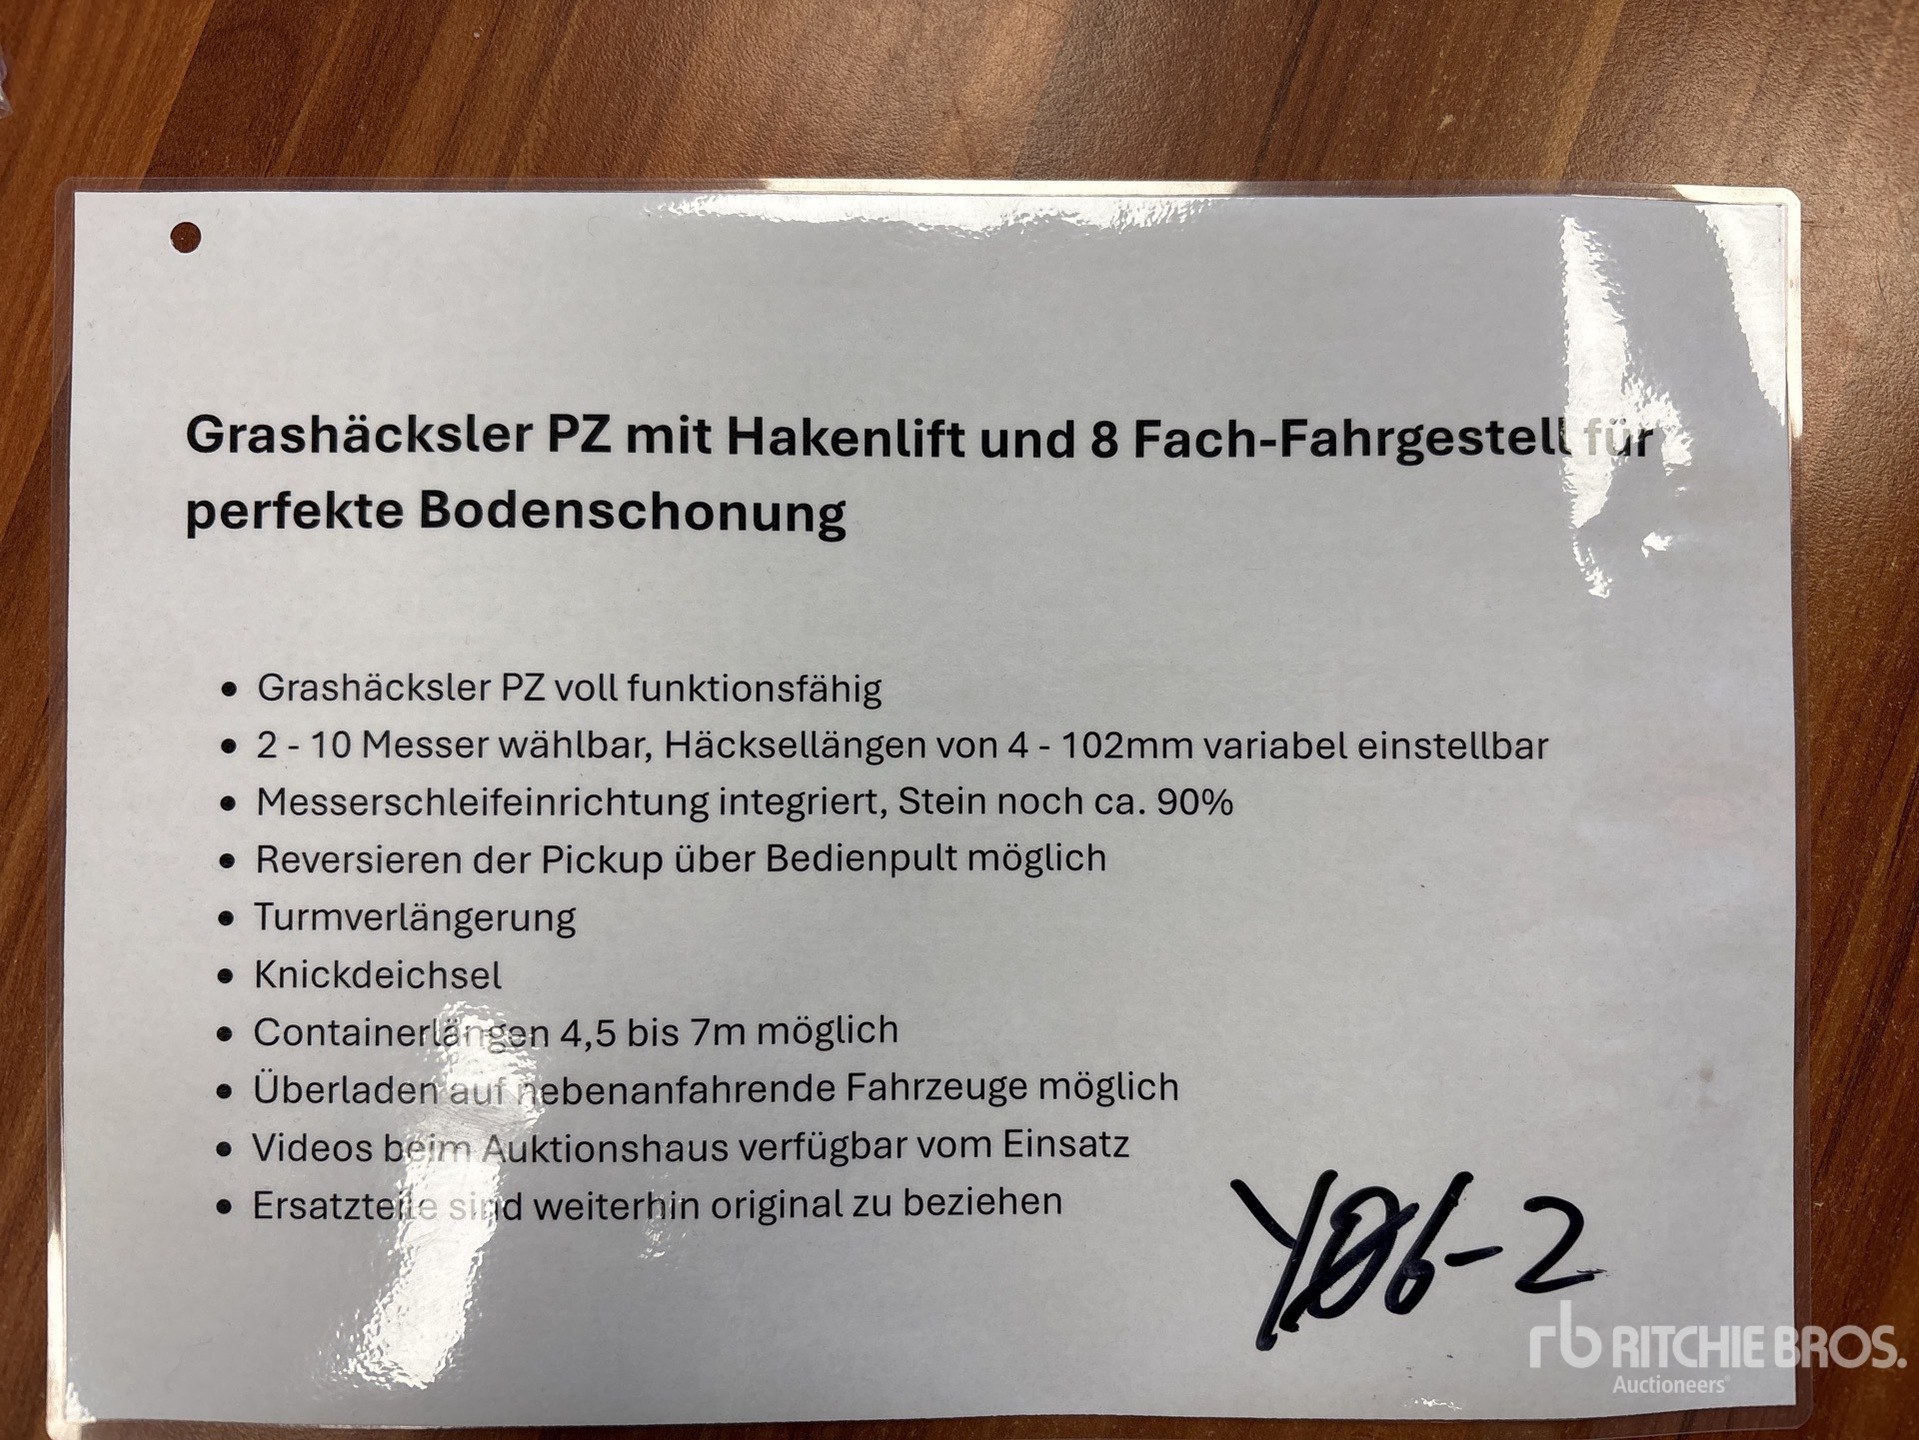 Grashäcksler PZ mit Hakenlift und 8 Fach-Fahrgestell für
perfekte Bodenschonung
• Grashäcksler PZ voll funktionsfähig
• 2 - 10 Messer wählbar, Häcksellängen von 4 - 102mm variabel einstellbar
• Messerschleifeinrichtung integriert, Stein noch ca. 90%
• Reversieren der Pickup über Bedienpult möglich
• Turmverlängerung
• Knickdeichsel
• Containerlängen 4,5 bis 7m möglich
• Überladen auf nebenanfahrende Fahrzeuge möglich
• Videos beim Auktionshaus verfügbar vom Einsatz
• Ersatzteile sind weiterhin original zu beziehen
rb RITCHIE BROS.
Auctioneers